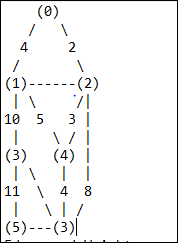 (0)
/ \
4 2
/ \
(1)------(2)
| \ /|
10 5 3 |
| \ / |
(3) (4) |
| \ | |
11 \ 4 8
| \ | /
(5)---(3)